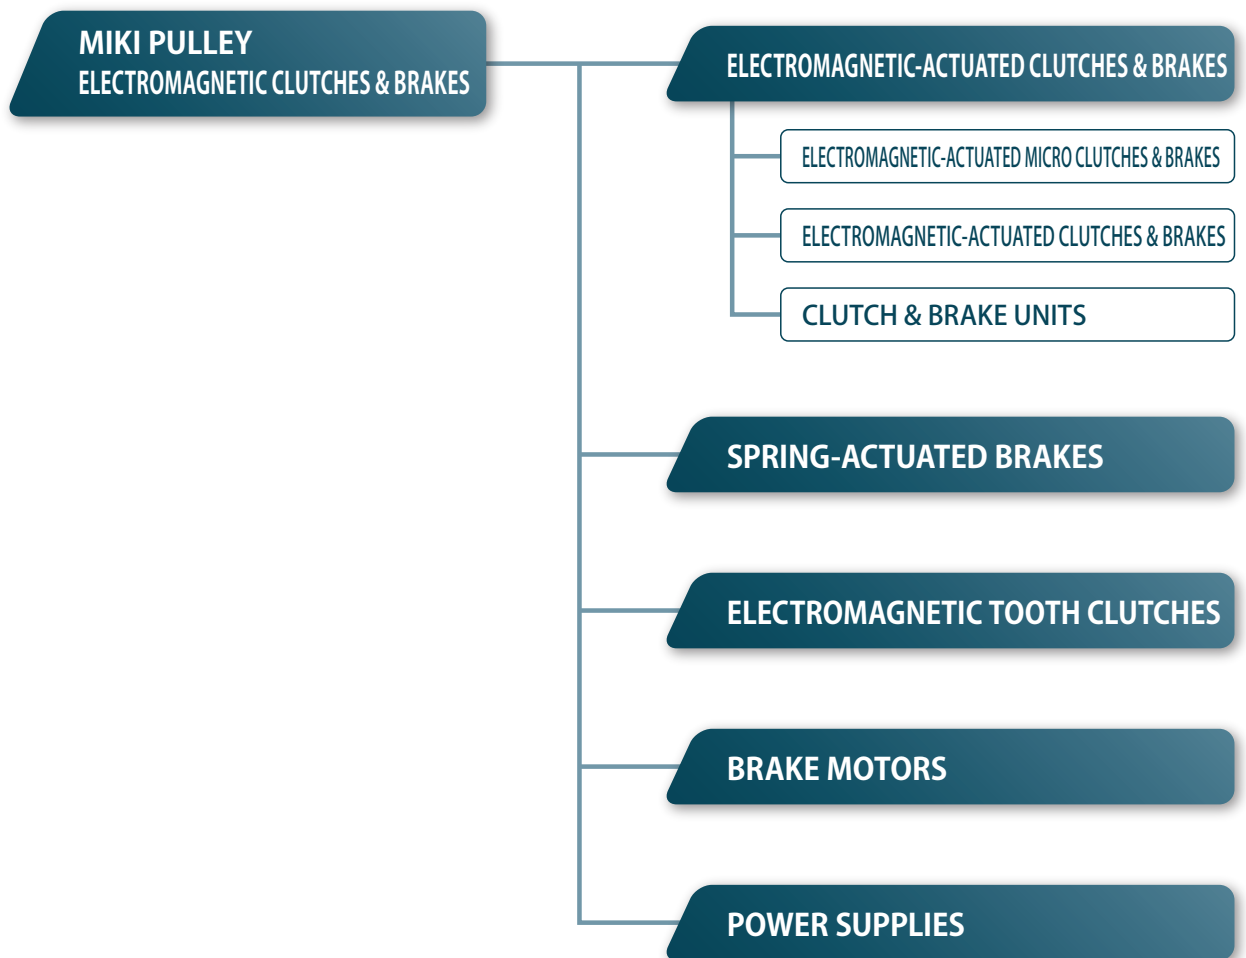 MIKI PULLEY
ELECTROMAGNETIC CLUTCHES & BRAKES
ELECTROMAGNETIC-ACTUATED CLUTCHES & BRAKES
ELECTROMAGNETIC-ACTUATED MICRO CLUTCHES & BRAKES
ELECTROMAGNETIC-ACTUATED CLUTCHES & BRAKES
CLUTCH & BRAKE UNITS
SPRING-ACTUATED BRAKES
ELECTROMAGNETIC TOOTH CLUTCHES
BRAKE MOTORS
POWER SUPPLIES